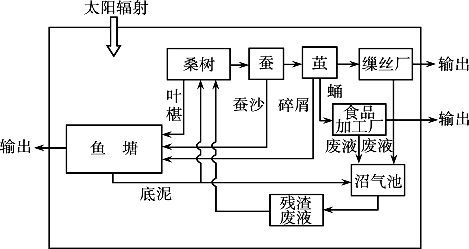 太阳辐射
桑树
蚕
茧
缫丝厂
输出
叶
椹
蚕沙
碎屑
蛹
食品
加工厂
输出
输出
鱼塘
废液
废液
底泥
沼气池
残渣
废液